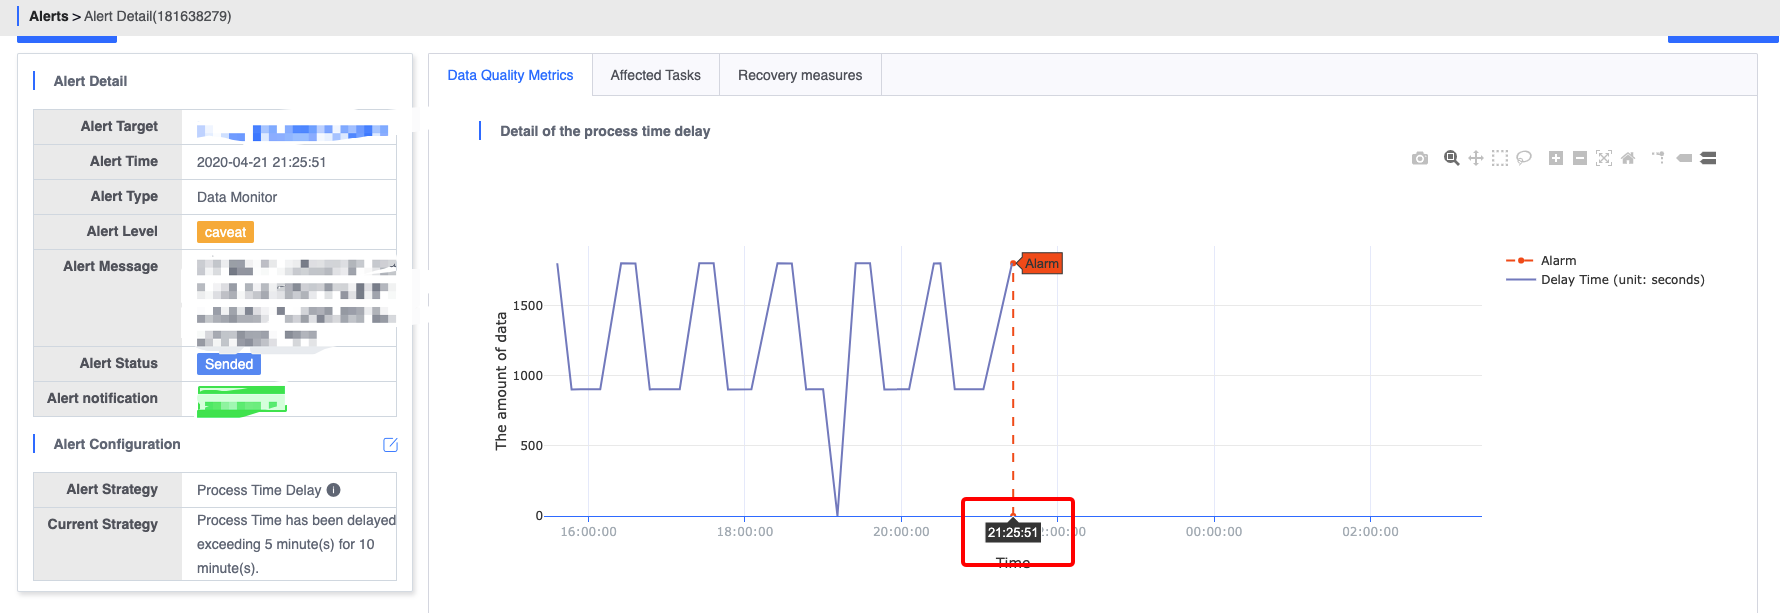 Alerts > Alert Detail(181638279)
Alert Detail
Alert Target
Alert Time 2020-04-21 21:25:51
Alert Type Data Monitor
Alert Level caveat
Alert Message
Alert Status Sended
Alert notification
Alert Configuration
Alert Strategy Process Time Delay
Current Strategy Process Time has been delayed
exceeding 5 minute(s) for 10
minute(s).
Data Quality Metrics Affected Tasks Recovery measures
Detail of the process time delay
Alarm
Alarm
Delay Time (unit: seconds)
The amount of data
1500
1000
500
0
16:00:00 18:00:00 20:00:00 21:25:51 00:00:00 02:00:00
Time